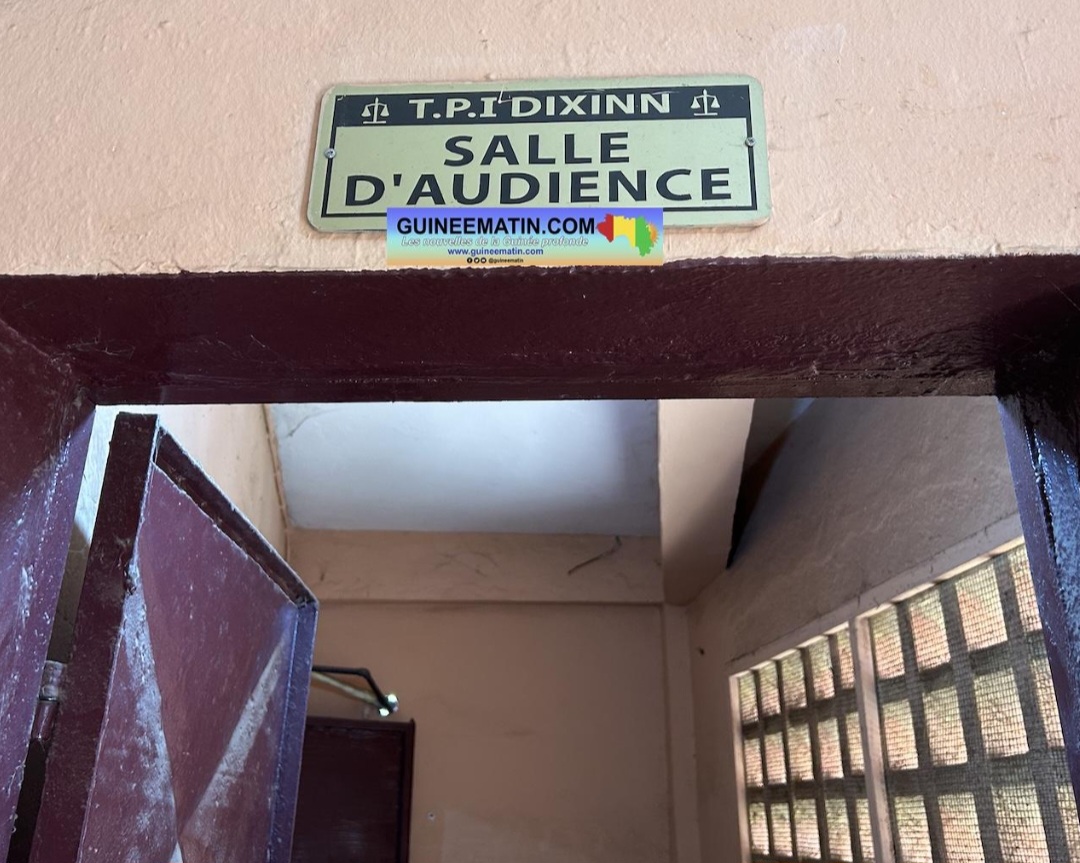 T.P.I DIXINN
SALLE
D'AUDIENCE
GUINEEMATIN.COM
Les nouvelles de la Guinée profonde
www.guineematin.com
@guineematin